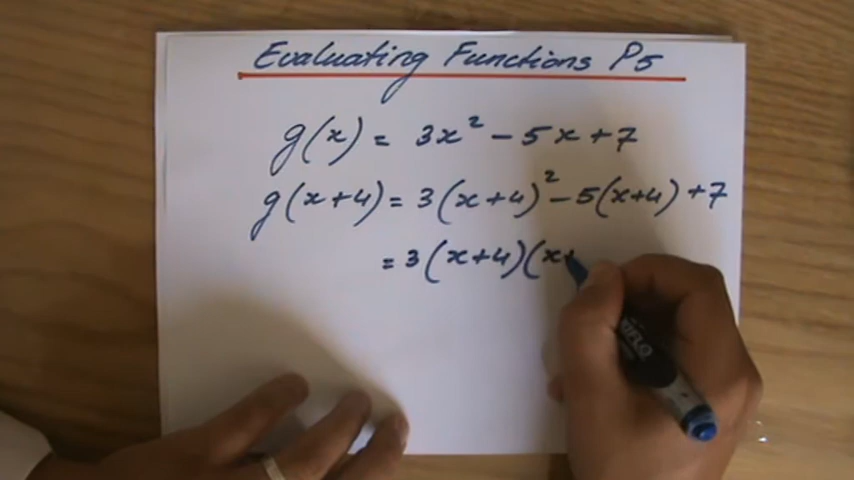 Evaluating Functions P5
g(x) = 3x² - 5x + 7
g(x+4) = 3(x+4)² - 5(x+4) + 7
= 3(x+4)(x+